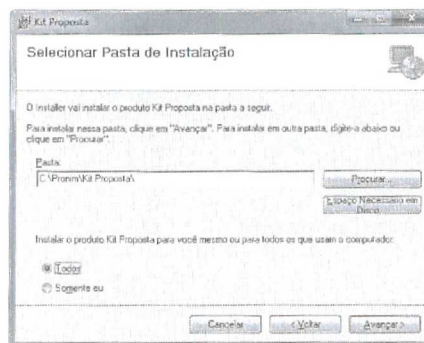 Kit Proposta
Selecionar Pasta de Instalação
O Installer vai instalar o produto Kit Proposta na pasta a seguir.
Para instalar nessa pasta, clique em "Avançar". Para instalar em outra pasta, digite-a abaixo ou
clique em "Procurar".
Pasta:
C:\Pronim\Kit Proposta\
Procurar...
Espaço Necessário em
Disco
Instalar o produto Kit Proposta para você mesmo ou para todos os que usam o computador:
Todos
Somente eu
Cancelar
< Voltar
Avançar >